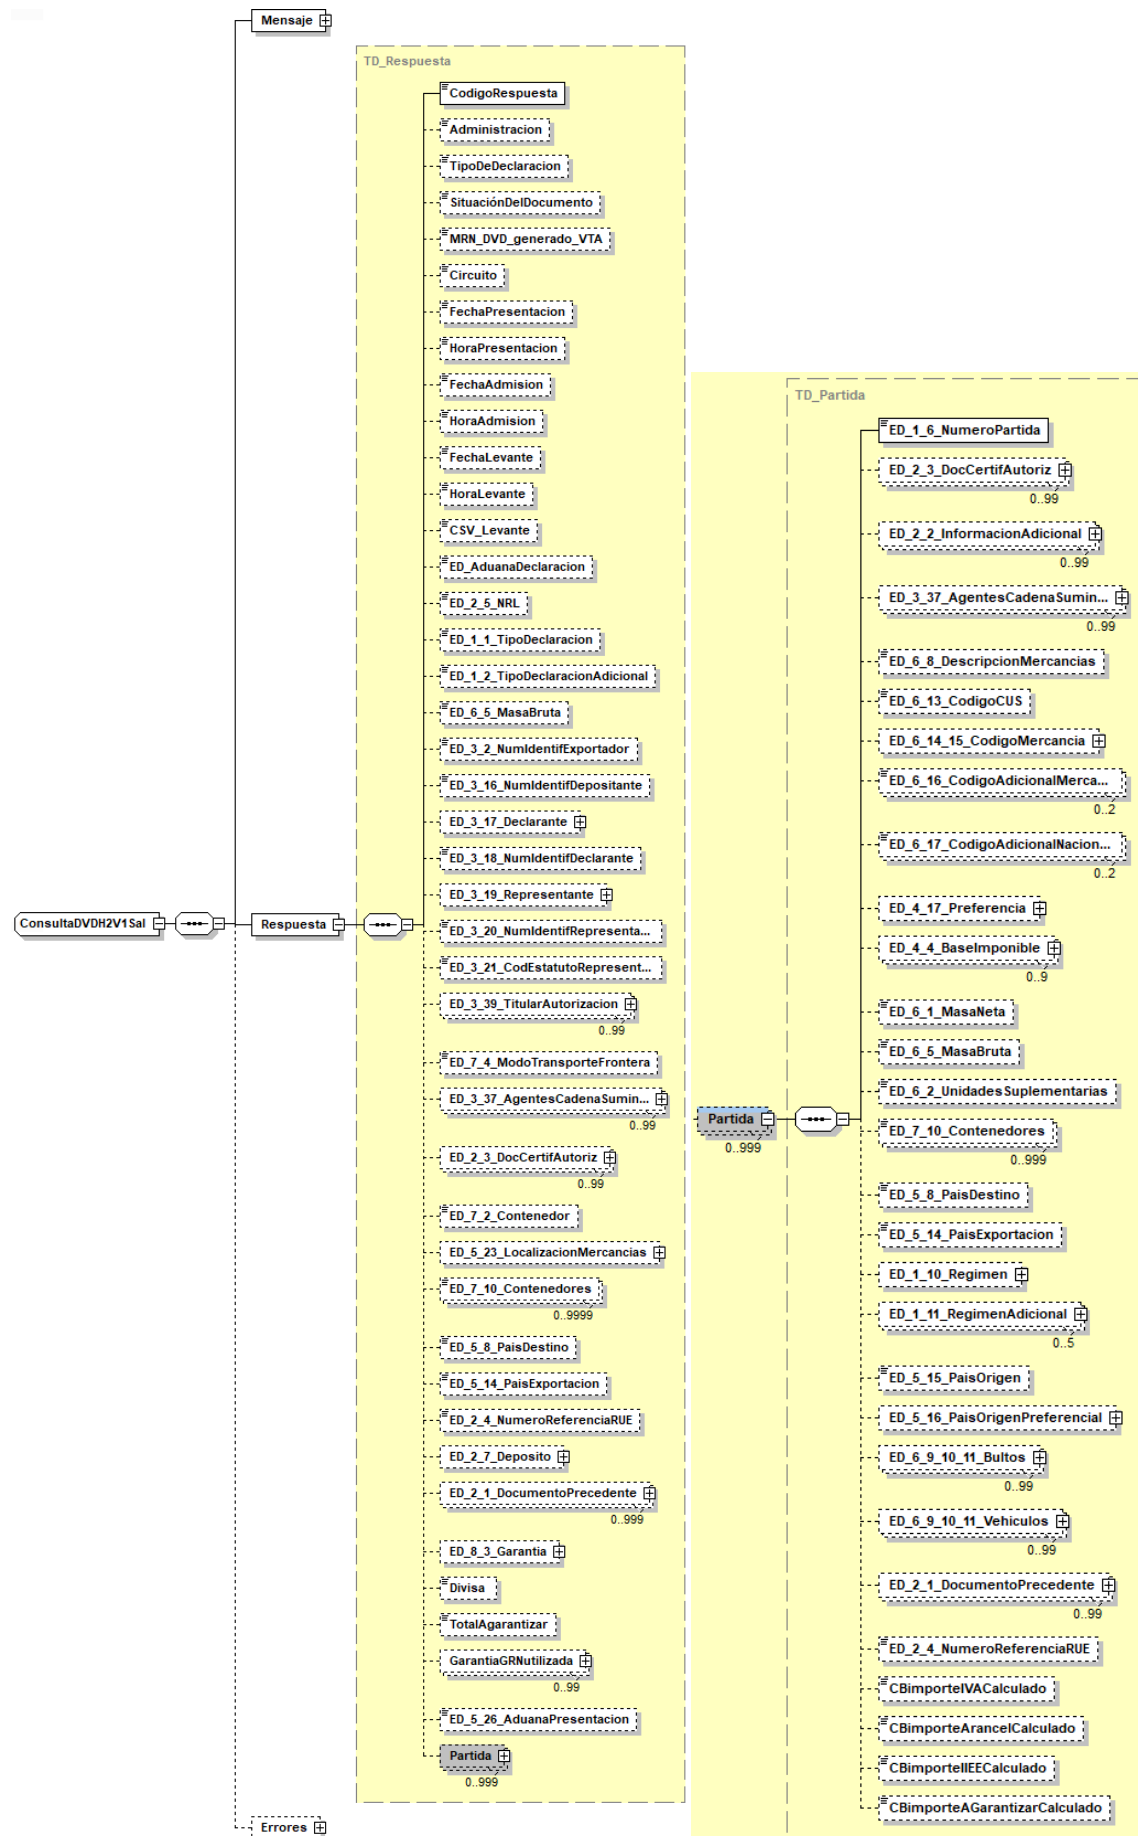 Mensaje
TD_Respuesta
CodigoRespuesta
Administracion
TipoDeDeclaracion
SituaciónDelDocumento
MRN_DVD_generado_VTA
Circuito
FechaPresentacion
HoraPresentacion
FechaAdmision
HoraAdmision
FechaLevante
HoraLevante
CSV_Levante
ED_AduanaDeclaracion
ED_2_5_NRL
ED_1_1_TipoDeclaracion
ED_1_2_TipoDeclaracionAdicional
ED_6_5_MasaBruta
ED_3_2_NumIdentifExportador
ED_3_16_NumIdentifDepositante
ED_3_17_Declarante
ED_3_18_NumIdentifDeclarante
ED_3_19_Representante
ConsultaDVDH2V1Sal
Respuesta
ED_3_20_NumIdentifRepresenta...
ED_3_21_CodEstatutoRepresent...
ED_3_39_TitularAutorizacion
0..99
ED_7_4_ModoTransporteFrontera
ED_3_37_AgentesCadenaSumin...
0..99
ED_2_3_DocCertifAutoriz
0..99
ED_7_2_Contenedor
ED_5_23_LocalizacionMercancias
ED_7_10_Contenedores
0..9999
ED_5_8_PaisDestino
ED_5_14_PaisExportacion
ED_2_4_NumeroReferenciaRUE
ED_2_7_Deposito
ED_2_1_DocumentoPrecedente
0..999
ED_8_3_Garantia
Divisa
TotalAgarantizar
GarantiaGRNutilizada
0..99
ED_5_26_AduanaPresentacion
Partida
0..999
Errores
TD_Partida
ED_1_6_NumeroPartida
ED_2_3_DocCertifAutoriz
0..99
ED_2_2_InformacionAdicional
0..99
ED_3_37_AgentesCadenaSumin...
0..99
ED_6_8_DescripcionMercancias
ED_6_13_CodigoCUS
ED_6_14_15_CodigoMercancia
ED_6_16_CodigoAdicionalMerca...
0..2
ED_6_17_CodigoAdicionalNacion...
0..2
ED_4_17_Preferencia
ED_4_4_BaseImponible
0..9
ED_6_1_MasaNeta
ED_6_5_MasaBruta
ED_6_2_UnidadesSuplementarias
Partida
0..999
ED_7_10_Contenedores
0..999
ED_5_8_PaisDestino
ED_5_14_PaisExportacion
ED_1_10_Regimen
ED_1_11_RegimenAdicional
0..5
ED_5_15_PaisOrigen
ED_5_16_PaisOrigenPreferencial
ED_6_9_10_11_Bultos
0..99
ED_6_9_10_11_Vehiculos
0..99
ED_2_1_DocumentoPrecedente
0..99
ED_2_4_NumeroReferenciaRUE
CBimporteIVACalculado
CBimporteArancelCalculado
CBimporteIIEECalculado
CBimporteAGarantizarCalculado